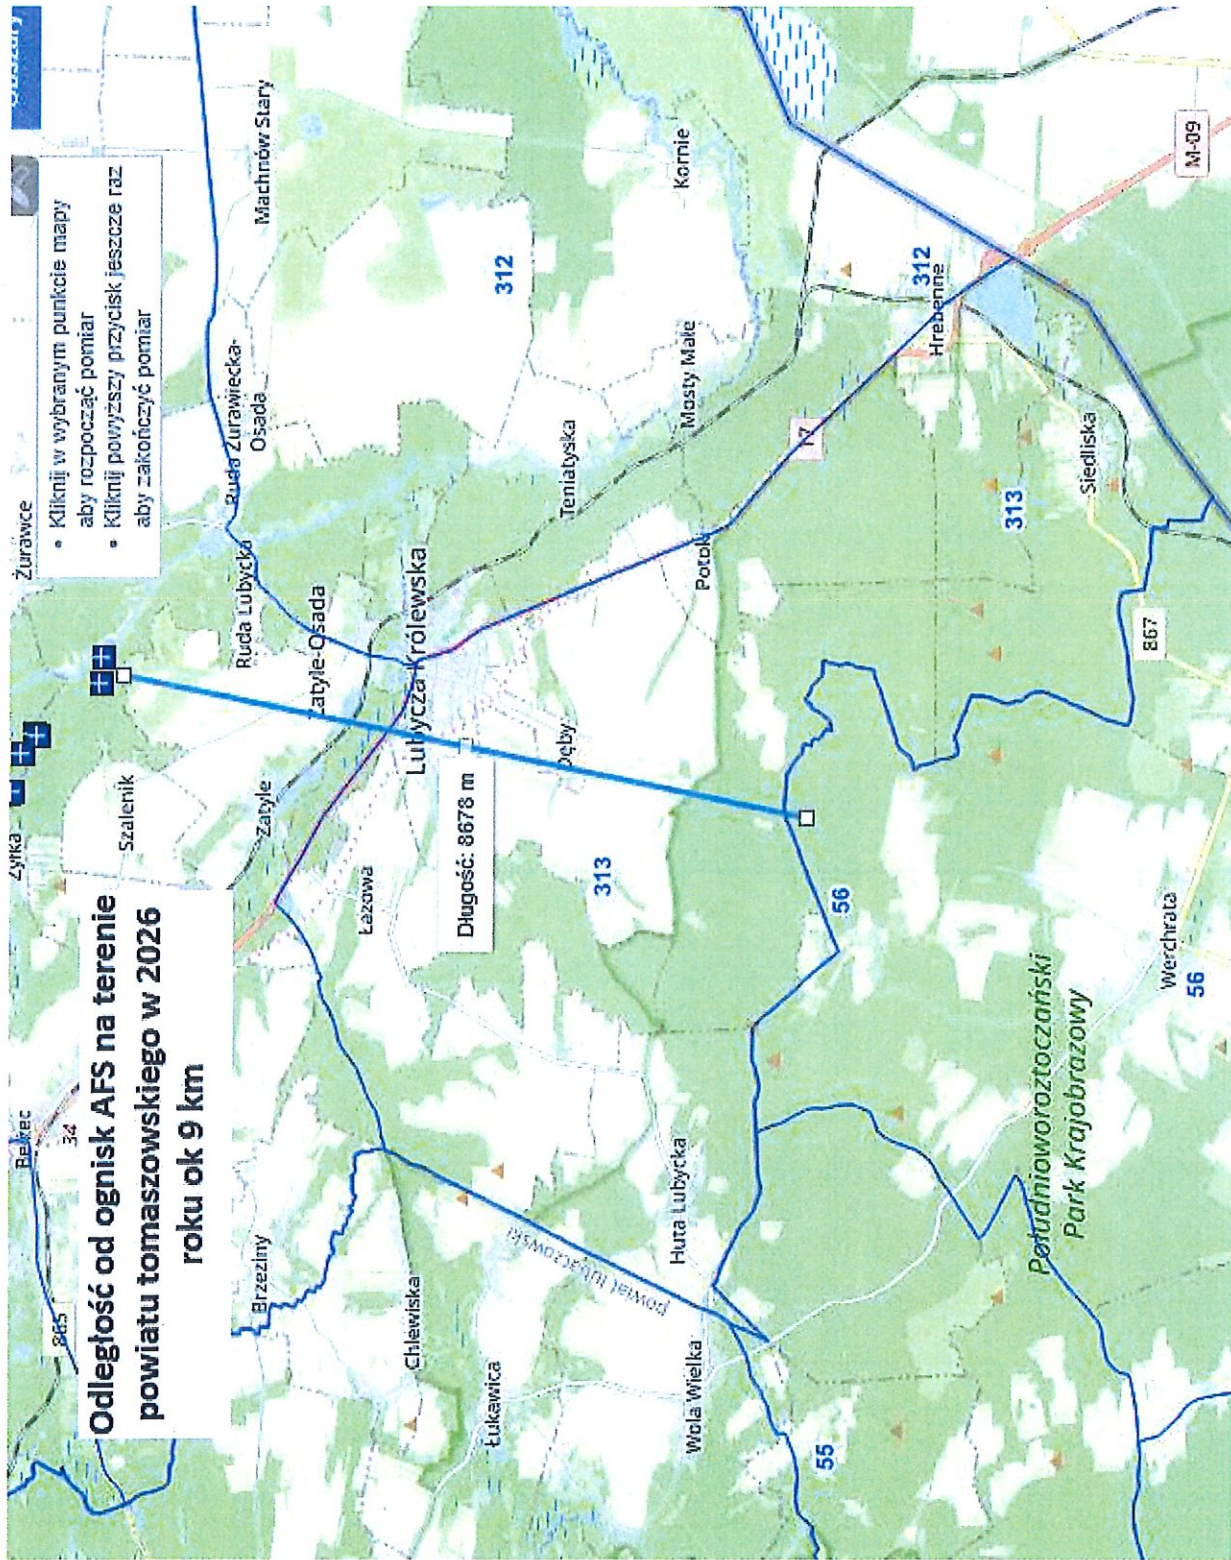 Odległość od ognisk AFS na terenie
powiatu tomaszowskiego w 2026
roku ok 9 km
• Kliknij w wybranym punkcie mapy
aby rozpocząć pomiar
• Kliknij powyższy przycisk jeszcze raz
aby zakończyć pomiar
Żurawce
Żyłka
Bełżec
34
865
Szalenik
Brzeziny
Zatyle
Ruda Lubycka
Ruda Żurawiecka-
Osada
Machnów Stary
Zatyle-Osada
Łazowa
Lubycza Królewska
Chlewiska
Długość: 8678 m
Łukawica
312
Teniatyska
Dęby
313
powiat lubaczowski
Huta Lubycka
Wola Wielka
Potok
Mosty Małe
Kornie
17
55
56
312
Hrebenne
313
Siedliska
867
M-09
Południoworoztoczański
Park Krajobrazowy
Werchrata
56